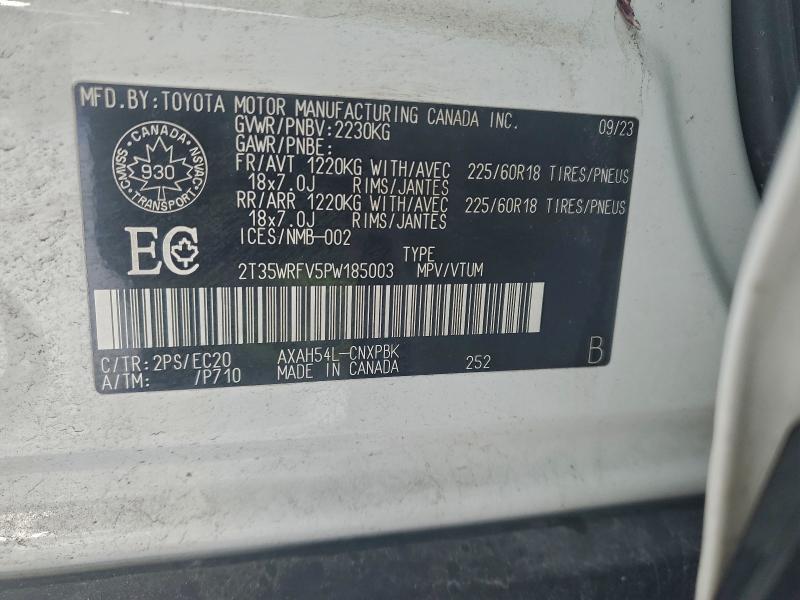 MFD.BY:TOYOTA MOTOR MANUFACTURING CANADA INC. 09/23
GVWR/PNBV:2230KG
GAWR/PNBE:
FR/AVT 1220KG WITH/AVEC 225/60R18 TIRES/PNEUS
18x7.0J RIMS/JANTES
RR/ARR 1220KG WITH/AVEC 225/60R18 TIRES/PNEUS
18x7.0J RIMS/JANTES
ICES/NMB-002
CANADA
CMVSS 930 NSVAC
TRANSPORT
EC
TYPE
2T35WRFV5PW185003 MPV/VTUM
C/TR:2PS/EC20 AXAH54L-CNXPBK 252 B
A/TM: /P710 MADE IN CANADA